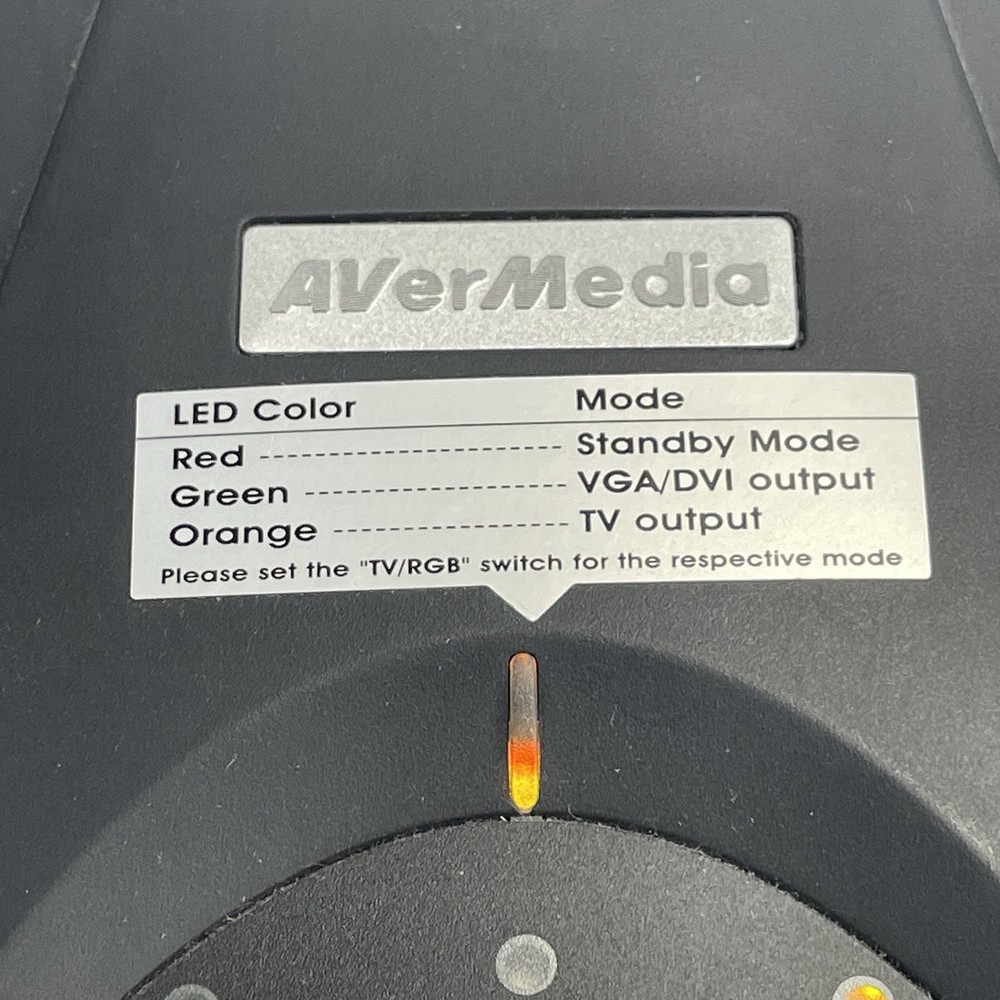 AVerMedia
LED Color Mode
Red -------------------------- Standby Mode
Green ----------------------- VGA/DVI output
Orange -------------------- TV output
Please set the "TV/RGB" switch for the respective mode